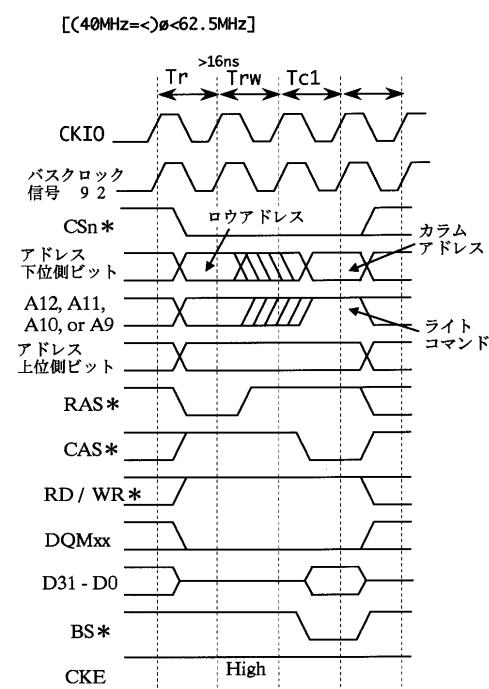 [(40MHz=<)ø<62.5MHz]
>16ns
Tr Trw Tc1
CKIO
バスクロック
信号 92
CSn*
ロウアドレス
カラム
アドレス
アドレス
下位側ビット
A12, A11,
A10, or A9
ライト
コマンド
アドレス
上位側ビット
RAS*
CAS*
RD / WR*
DQMxx
D31 - D0
BS*
High
CKE